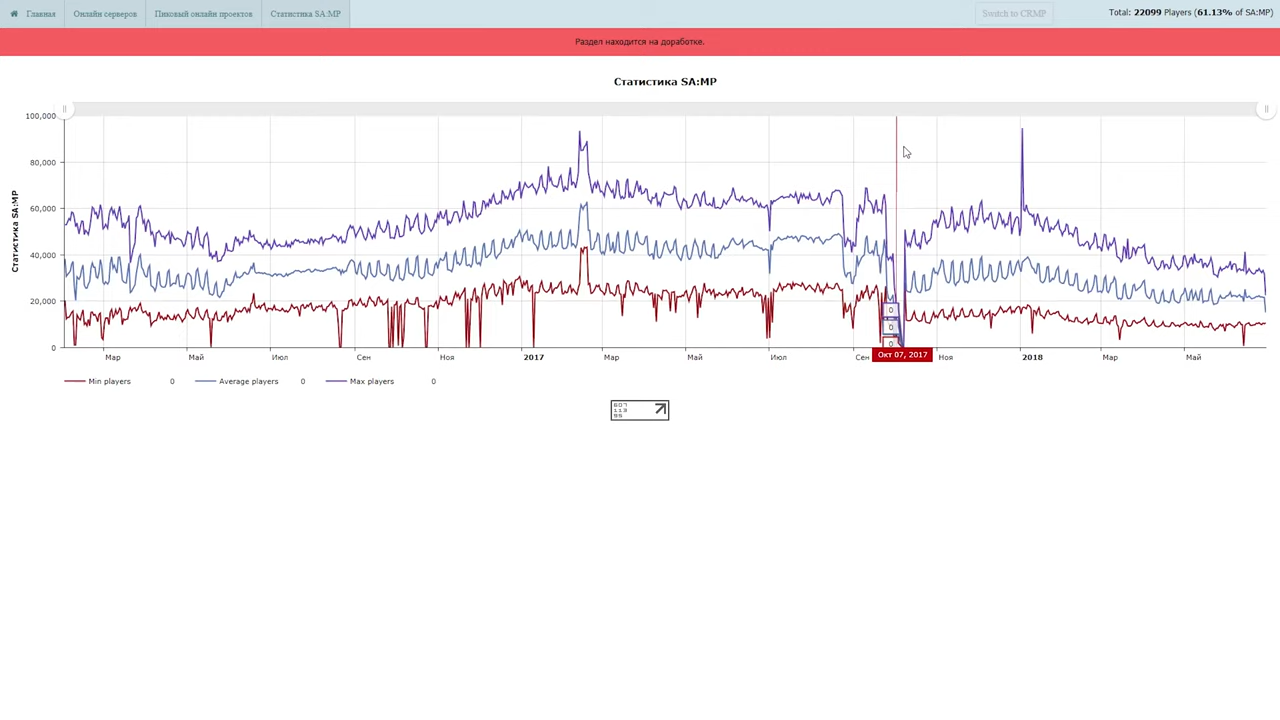 Главная
Онлайн серверов
Пиковый онлайн проектов
Статистика SA:MP
Switch to CRMP
Total: 22099 Players (61.13% of SA:MP)
Раздел находится на доработке.
Статистика SA:MP
Статистика SA:MP
100,000
80,000
60,000
40,000
20,000
0
0
0
0
Мар Май Июл Сен Ноя 2017 Мар Май Июл Сен Окт 07, 2017 Ноя 2018 Мар Май
Min players 0 Average players 0 Max players 0